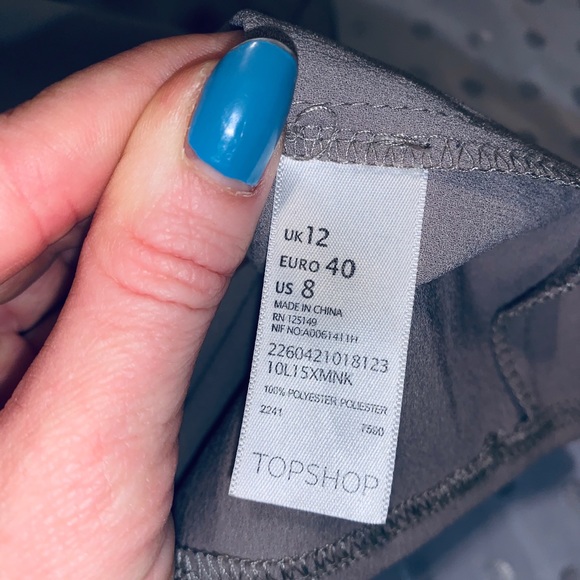 UK 12
EURO 40
US 8
MADE IN CHINA
RN 125149
NIF NO:A0061411H
2260421018123
10L15XMNK
100% POLYESTER POLIESTER
2241 7580
TOPSHOP